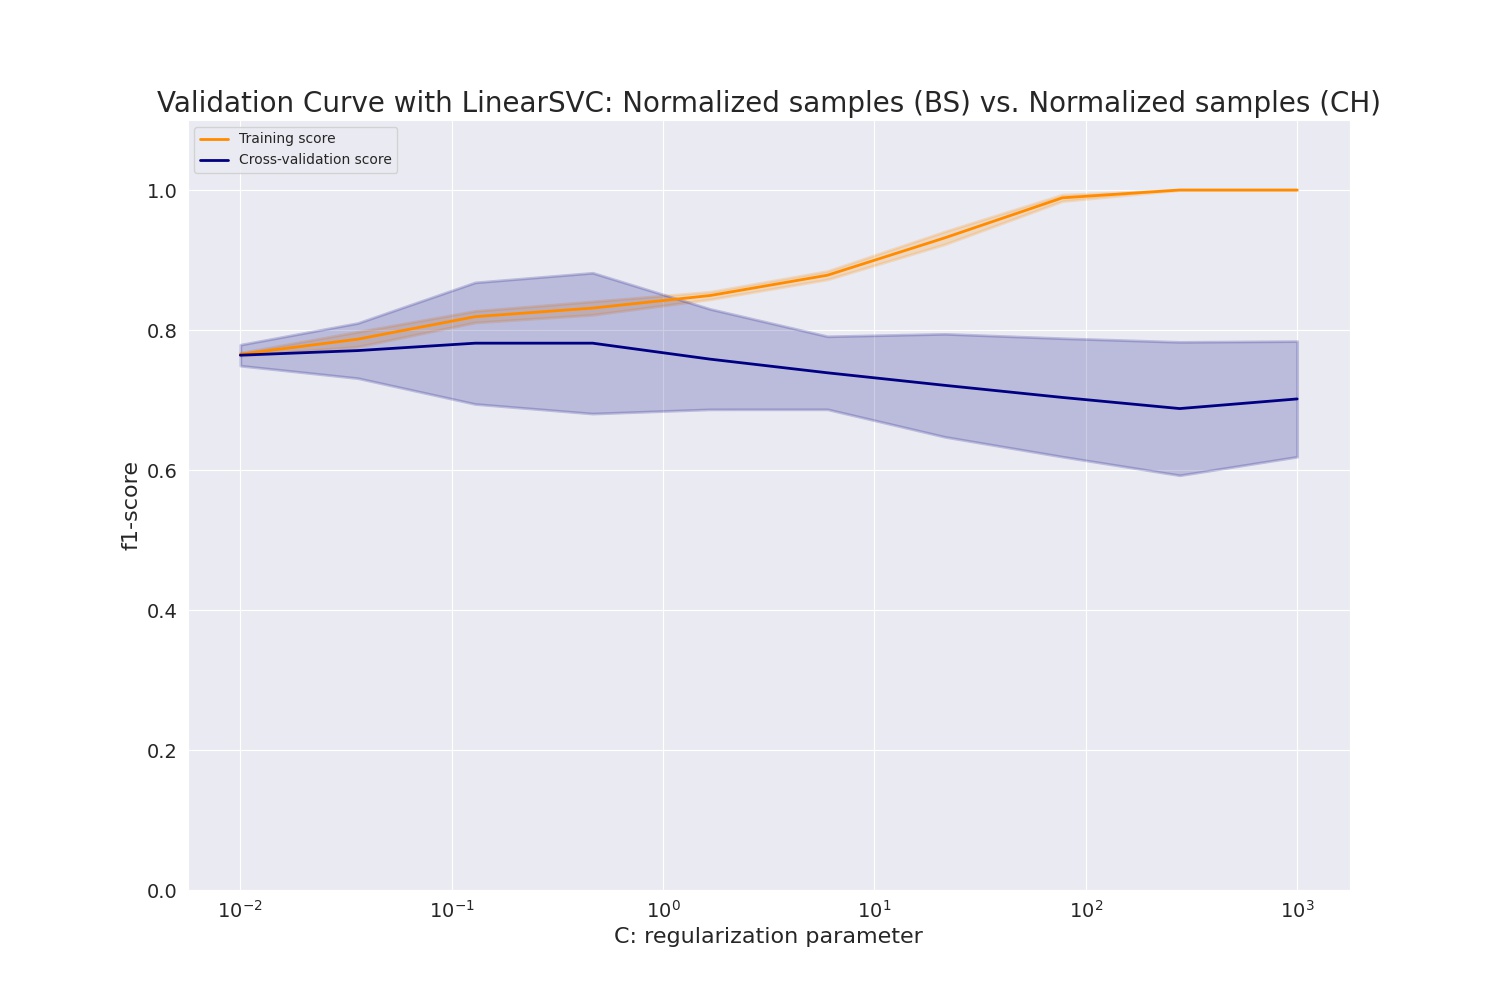 Validation Curve with LinearSVC: Normalized samples (BS) vs. Normalized samples (CH)
Training score
Cross-validation score
1.0
0.8
0.6
0.4
0.2
0.0
f1-score
10⁻² 10⁻¹ 10⁰ 10¹ 10² 10³
C: regularization parameter